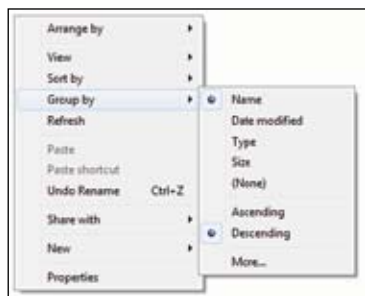 Arrange by
View
Sort by
Group by
Refresh
Paste
Paste shortcut
Undo Rename Ctrl+Z
Share with
New
Properties
Name
Date modified
Type
Size
(None)
Ascending
Descending
More...